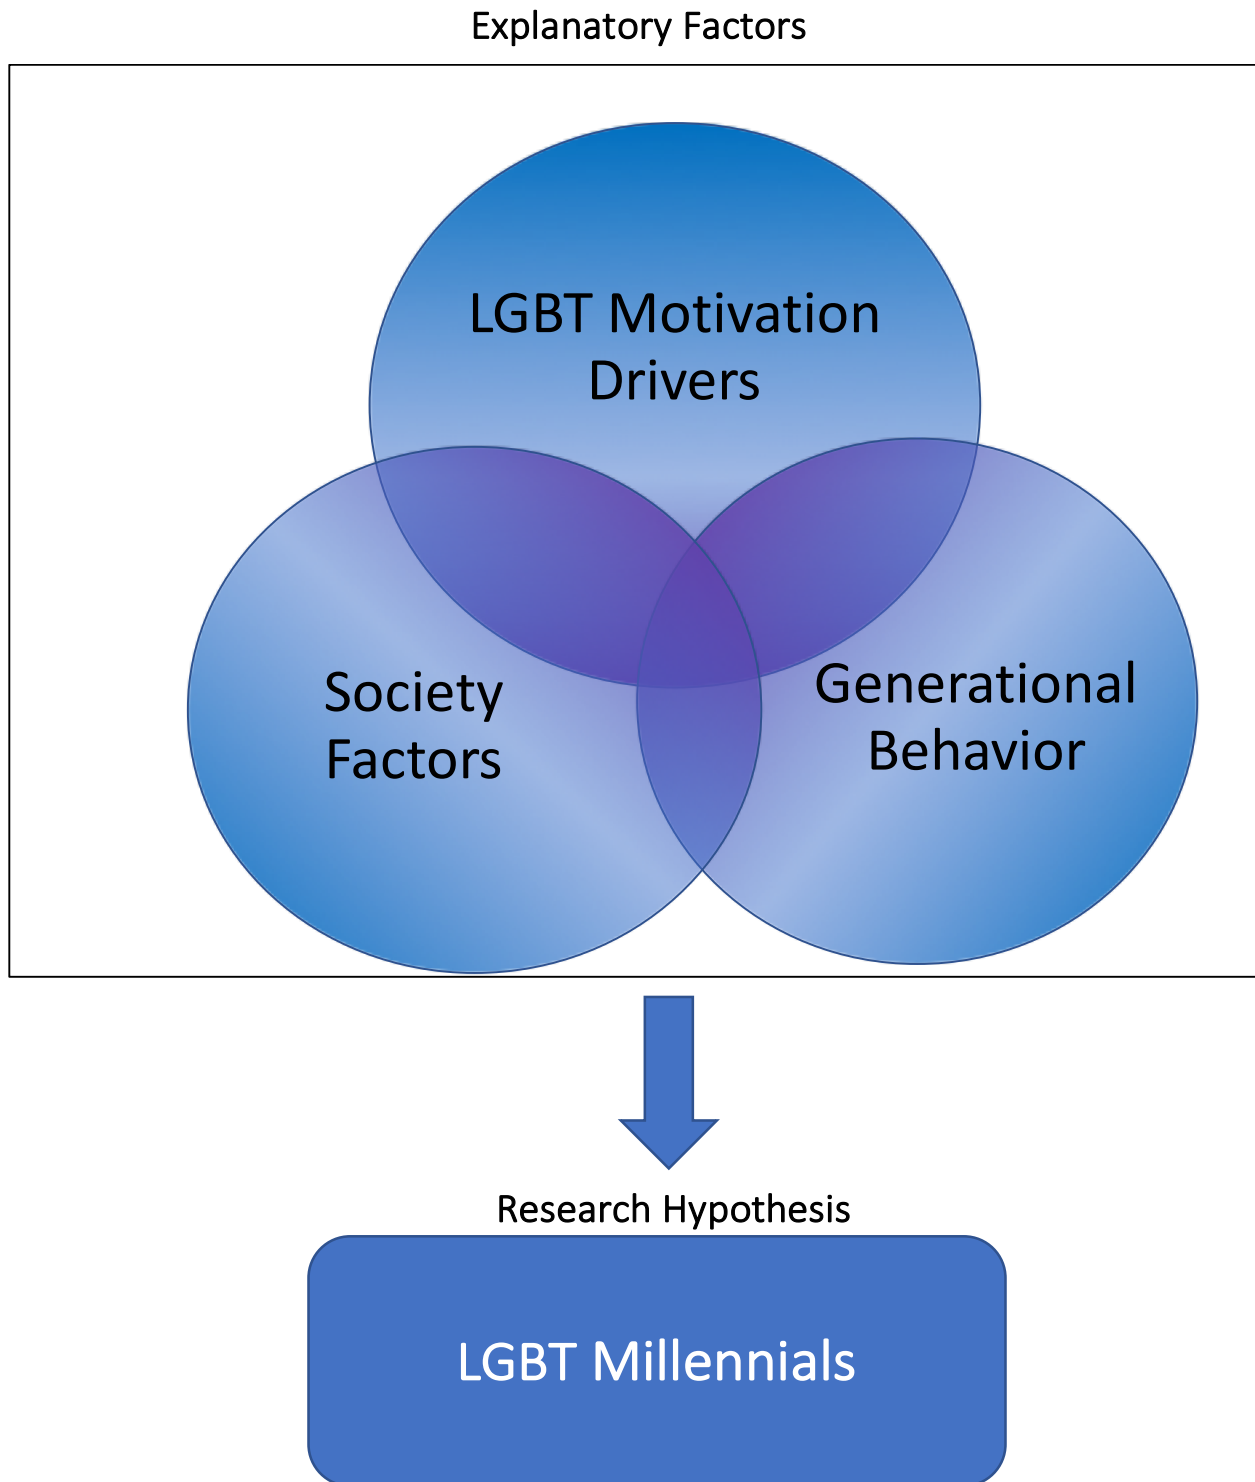 Explanatory Factors
LGBT Motivation
Drivers
Society
Factors
Generational
Behavior
Research Hypothesis
LGBT Millennials